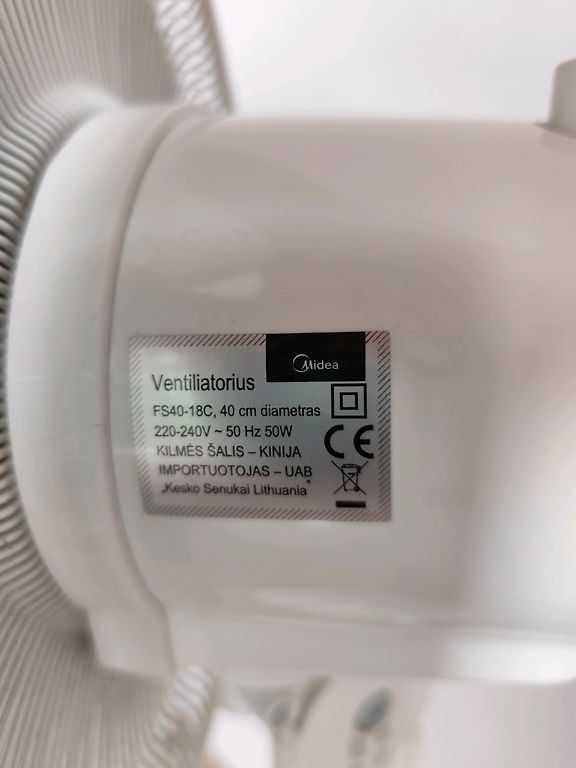 Midea
Ventiliatorius
FS40-18C, 40 cm diametras
220-240V ~ 50 Hz 50W
KILMĖS ŠALIS – KINIJA
IMPORTUOTOJAS – UAB
„Kesko Senukai Lithuania"
CE